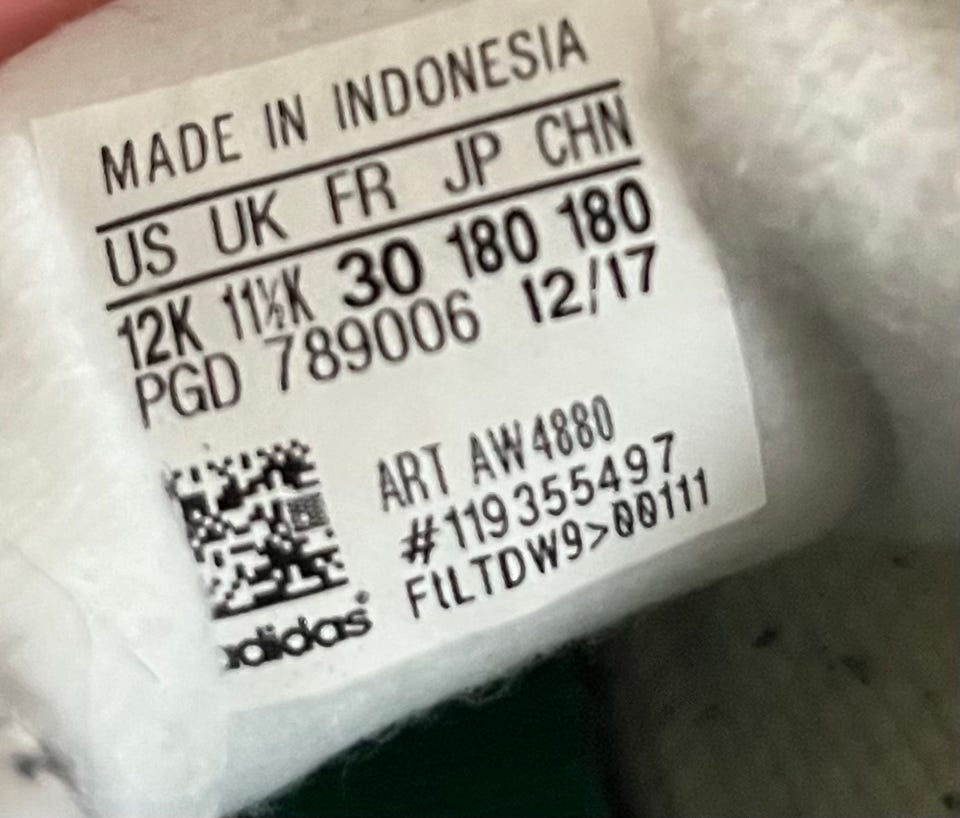 MADE IN INDONESIA
US UK FR JP CHN
12K 11½K 30 180 180
PGD 789006 12/17
ART AW4880
#119355497
FILTDW9>00111
adidas